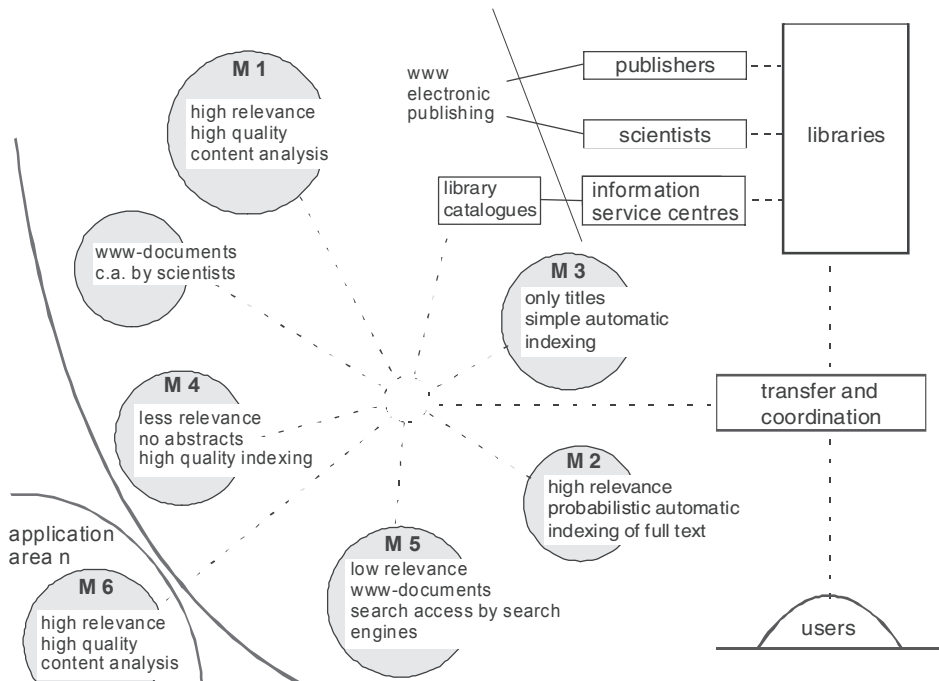 M 1
high relevance
high quality
content analysis
www
electronic
publishing
publishers
scientists
libraries
library
catalogues
information
service centres
www-documents
c.a. by scientists
M 3
only titles
simple automatic
indexing
M 4
less relevance
no abstracts
high quality indexing
transfer and
coordination
M 2
high relevance
probabilistic automatic
indexing of full text
application
area n
M 5
low relevance
www-documents
search access by search
engines
M 6
high relevance
high quality
content analysis
users